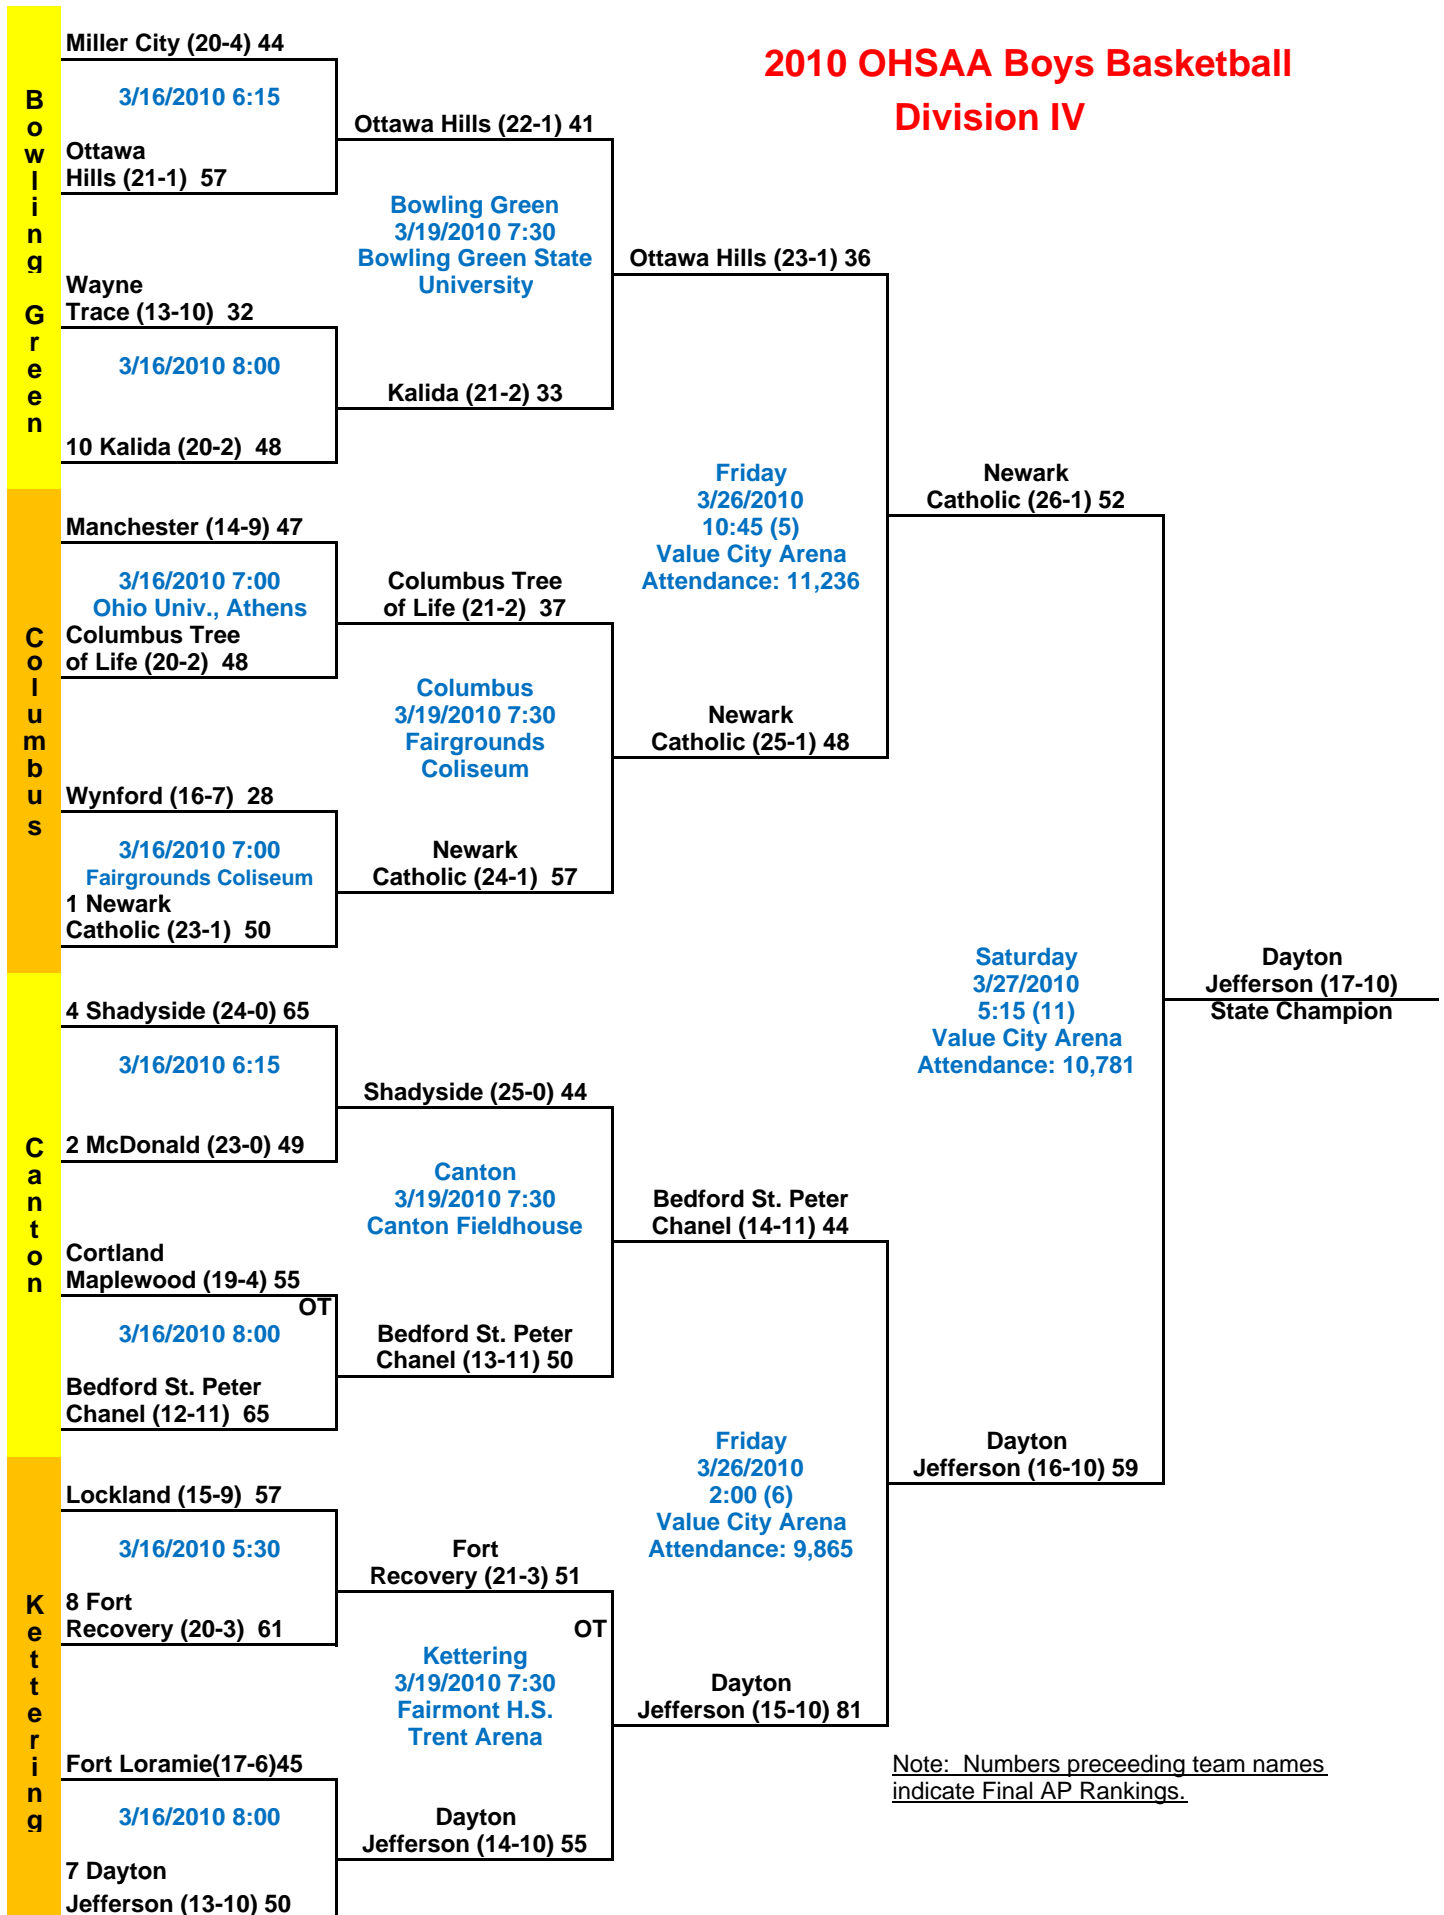 2010 OHSAA Boys Basketball
Division IV
Bowling Green
Miller City (20-4) 44
3/16/2010 6:15
Ottawa
Hills (21-1)  57
Ottawa Hills (22-1) 41
Bowling Green
3/19/2010 7:30
Bowling Green State
University
Wayne
Trace (13-10)  32
3/16/2010 8:00
10 Kalida (20-2)  48
Kalida (21-2) 33
Ottawa Hills (23-1) 36
Friday
3/26/2010
10:45 (5)
Value City Arena
Attendance: 11,236
Newark
Catholic (26-1) 52
Columbus
Manchester (14-9) 47
3/16/2010 7:00
Ohio Univ., Athens
Columbus Tree
of Life (20-2)  48
Columbus Tree
of Life (21-2)  37
Columbus
3/19/2010 7:30
Fairgrounds
Coliseum
Newark
Catholic (25-1) 48
Wynford (16-7)  28
3/16/2010 7:00
Fairgrounds Coliseum
1 Newark
Catholic (23-1)  50
Newark
Catholic (24-1)  57
Saturday
3/27/2010
5:15 (11)
Value City Arena
Attendance: 10,781
Dayton
Jefferson (17-10)
State Champion
Canton
4 Shadyside (24-0) 65
3/16/2010 6:15
2 McDonald (23-0) 49
Shadyside (25-0) 44
Canton
3/19/2010 7:30
Canton Fieldhouse
Bedford St. Peter
Chanel (14-11) 44
Cortland
Maplewood (19-4) 55
OT
3/16/2010 8:00
Bedford St. Peter
Chanel (12-11)  65
Bedford St. Peter
Chanel (13-11) 50
Friday
3/26/2010
2:00 (6)
Value City Arena
Attendance: 9,865
Dayton
Jefferson (16-10) 59
Kettering
Lockland (15-9)  57
3/16/2010 5:30
8 Fort
Recovery (20-3)  61
Fort
Recovery (21-3) 51
OT
Kettering
3/19/2010 7:30
Fairmont H.S.
Trent Arena
Dayton
Jefferson (15-10) 81
Fort Loramie(17-6)45
3/16/2010 8:00
7 Dayton
Jefferson (13-10) 50
Dayton
Jefferson (14-10) 55
Note:  Numbers preceeding team names
indicate Final AP Rankings.